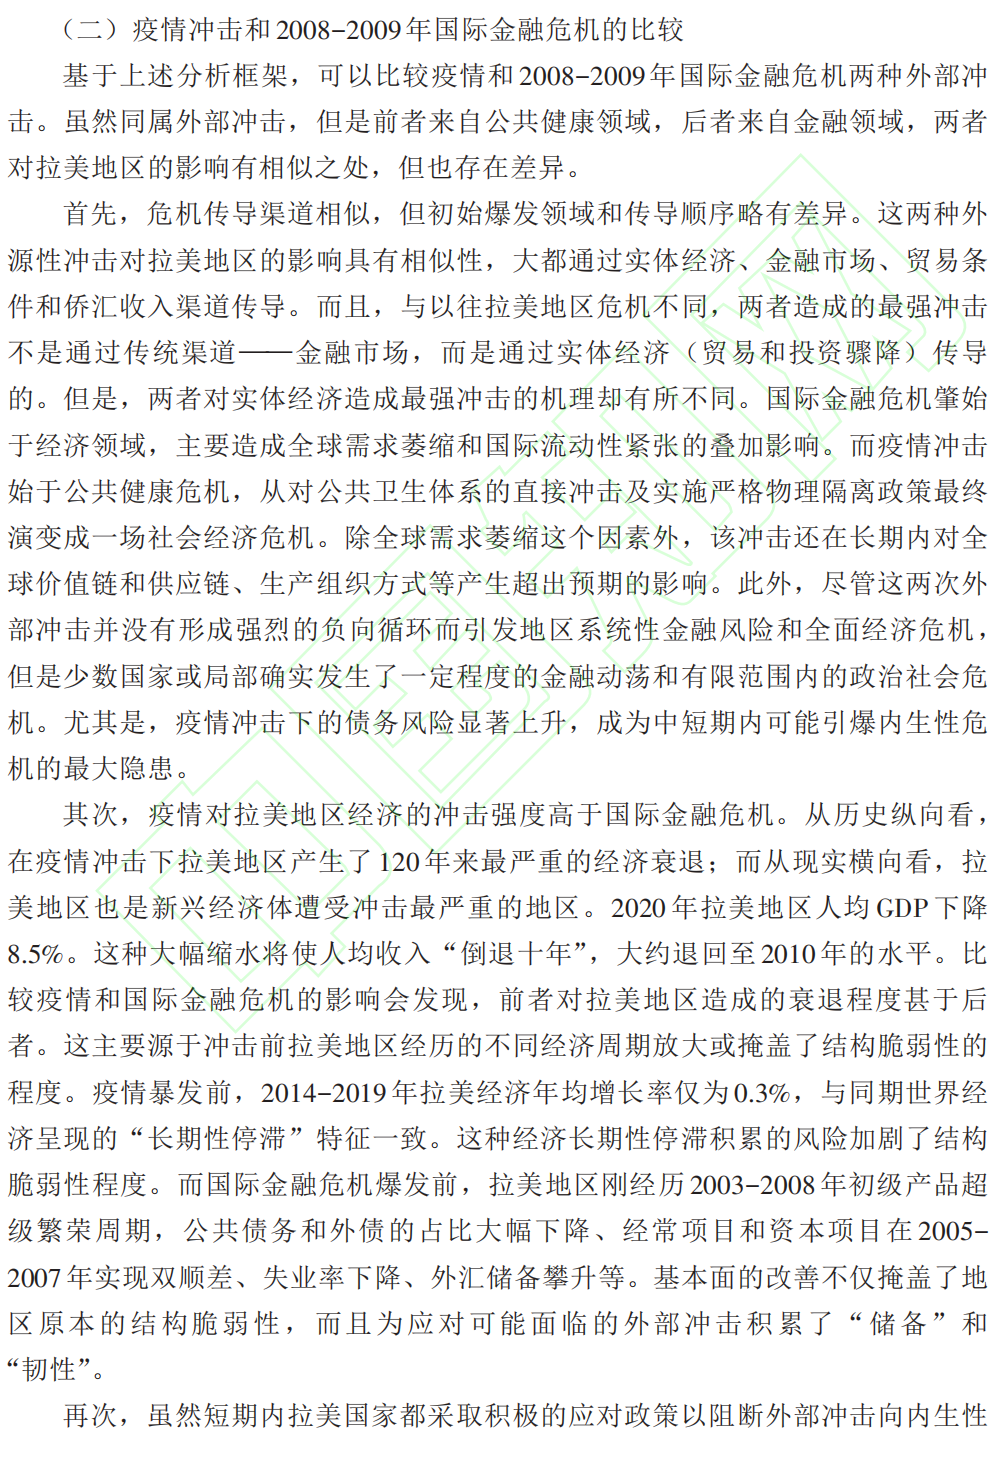 （二）疫情冲击和2008-2009年国际金融危机的比较
基于上述分析框架，可以比较疫情和2008-2009年国际金融危机两种外部冲
击。虽然同属外部冲击，但是前者来自公共健康领域，后者来自金融领域，两者
对拉美地区的影响有相似之处，但也存在差异。
首先，危机传导渠道相似，但初始爆发领域和传导顺序略有差异。这两种外
源性冲击对拉美地区的影响具有相似性，大都通过实体经济、金融市场、贸易条
件和侨汇收入渠道传导。而且，与以往拉美地区危机不同，两者造成的最强冲击
不是通过传统渠道——金融市场，而是通过实体经济（贸易和投资骤降）传导
的。但是，两者对实体经济造成最强冲击的机理却有所不同。国际金融危机肇始
于经济领域，主要造成全球需求萎缩和国际流动性紧张的叠加影响。而疫情冲击
始于公共健康危机，从对公共卫生体系的直接冲击及实施严格物理隔离政策最终
演变成一场社会经济危机。除全球需求萎缩这个因素外，该冲击还在长期内对全
球价值链和供应链、生产组织方式等产生超出预期的影响。此外，尽管这两次外
部冲击并没有形成强烈的负向循环而引发地区系统性金融风险和全面经济危机，
但是少数国家或局部确实发生了一定程度的金融动荡和有限范围内的政治社会危
机。尤其是，疫情冲击下的债务风险显著上升，成为中短期内可能引爆内生性危
机的最大隐患。
其次，疫情对拉美地区经济的冲击强度高于国际金融危机。从历史纵向看，
在疫情冲击下拉美地区产生了120年来最严重的经济衰退；而从现实横向看，拉
美地区也是新兴经济体遭受冲击最严重的地区。2020年拉美地区人均GDP下降
8.5%。这种大幅缩水将使人均收入“倒退十年”，大约退回至2010年的水平。比
较疫情和国际金融危机的影响会发现，前者对拉美地区造成的衰退程度甚于后
者。这主要源于冲击前拉美地区经历的不同经济周期放大或掩盖了结构脆弱性的
程度。疫情暴发前，2014-2019年拉美经济年均增长率仅为0.3%，与同期世界经
济呈现的“长期性停滞”特征一致。这种经济长期性停滞积累的风险加剧了结构
脆弱性程度。而国际金融危机爆发前，拉美地区刚经历2003-2008年初级产品超
级繁荣周期，公共债务和外债的占比大幅下降、经常项目和资本项目在2005-
2007年实现双顺差、失业率下降、外汇储备攀升等。基本面的改善不仅掩盖了地
区原本的结构脆弱性，而且为应对可能面临的外部冲击积累了“储备”和
“韧性”。
再次，虽然短期内拉美国家都采取积极的应对政策以阻断外部冲击向内生性
中国知网